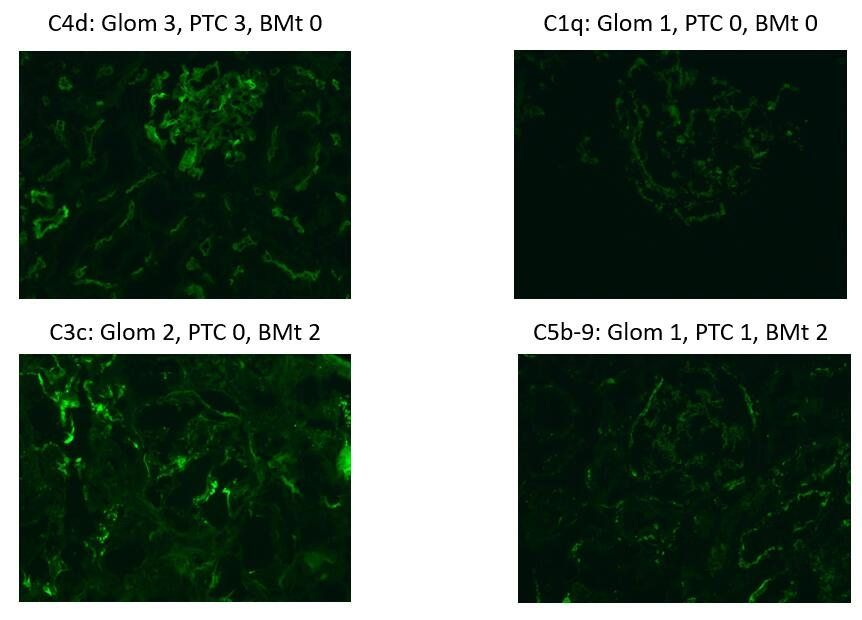 C4d: Glom 3, PTC 3, BMt 0
C1q: Glom 1, PTC 0, BMt 0
C3c: Glom 2, PTC 0, BMt 2
C5b-9: Glom 1, PTC 1, BMt 2